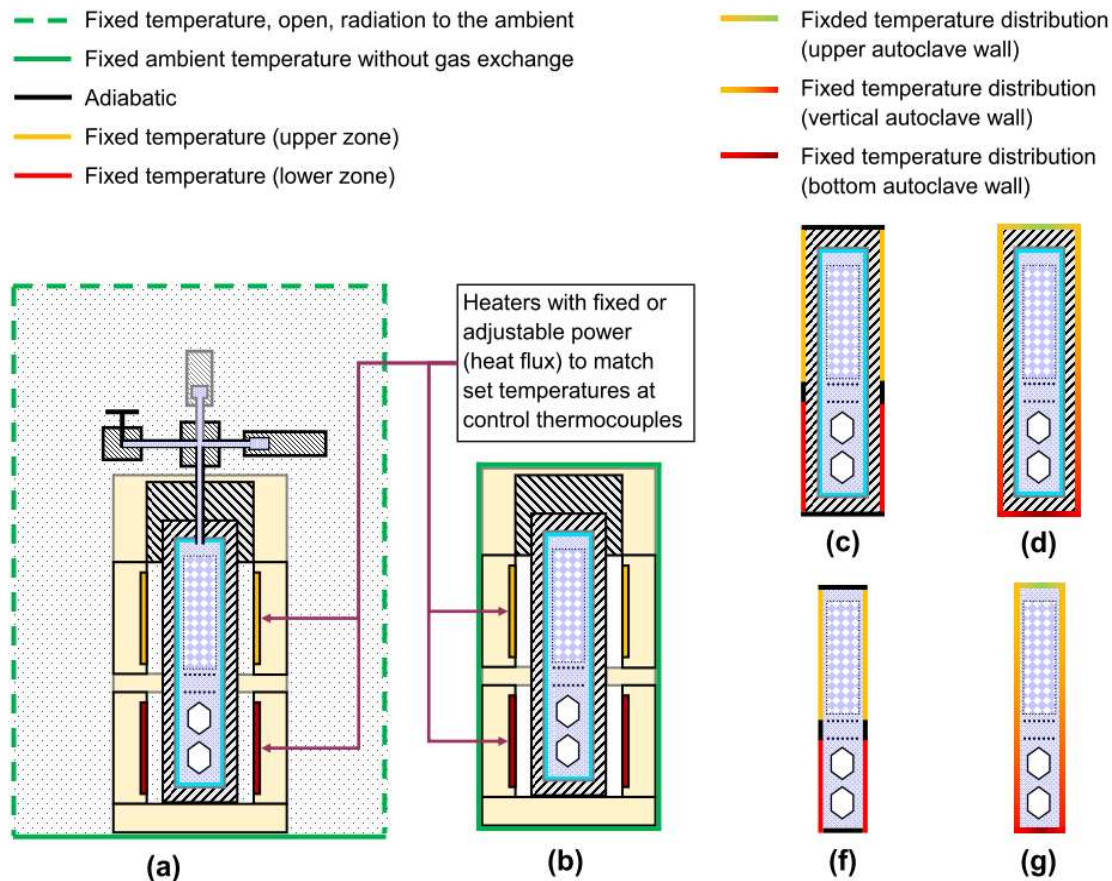 Fixed temperature, open, radiation to the ambient
Fixed ambient temperature without gas exchange
Adiabatic
Fixed temperature (upper zone)
Fixed temperature (lower zone)
Fixded temperature distribution
(upper autoclave wall)
Fixed temperature distribution
(vertical autoclave wall)
Fixed temperature distribution
(bottom autoclave wall)
Heaters with fixed or
adjustable power
(heat flux) to match
set temperatures at
control thermocouples
(a)
(b)
(c)
(d)
(f)
(g)